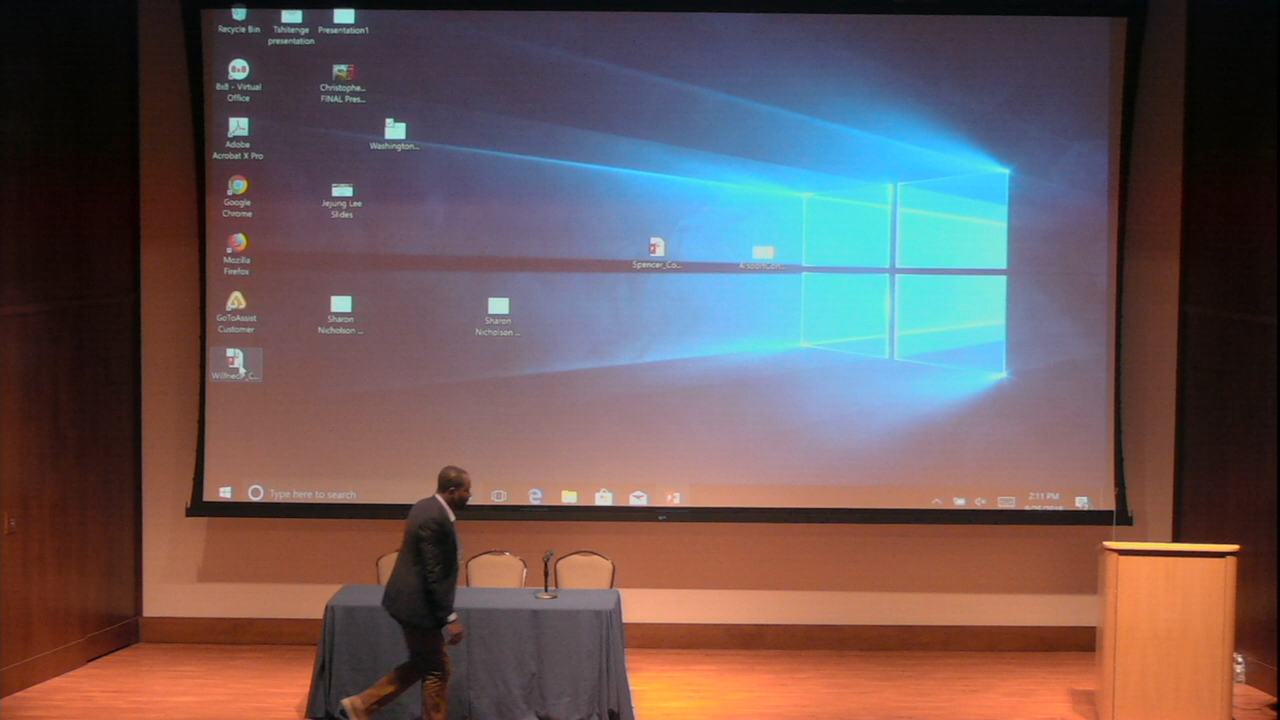 Recycle Bin
Tshitenge
presentation
Presentation1
8x8 - Virtual
Office
Christophe...
FINAL Pres...
Adobe
Acrobat X Pro
Washington...
Google
Chrome
Jejung Lee
Slides
Mozilla
Firefox
Spencer_Co...
GoToAssist
Customer
Sharon
Nicholson ...
Sharon
Nicholson ...
Type here to search
2:11 PM